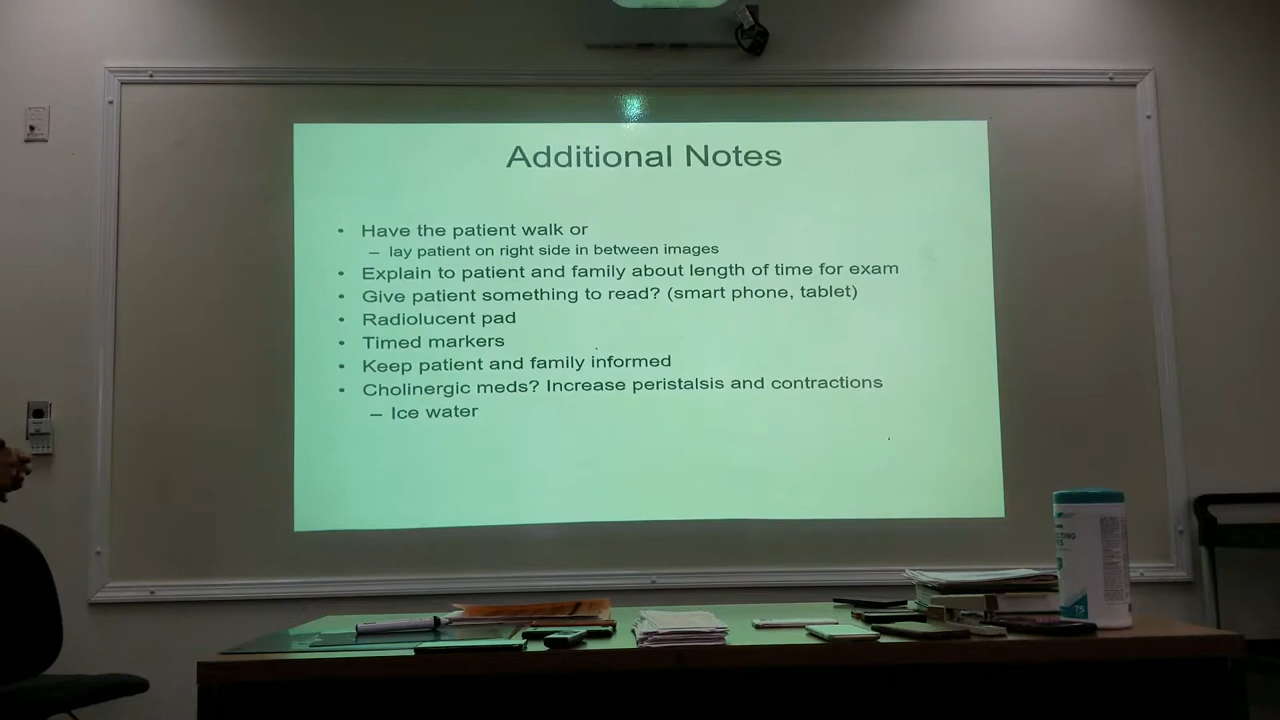 Additional Notes
• Have the patient walk or
– lay patient on right side in between images
• Explain to patient and family about length of time for exam
• Give patient something to read? (smart phone, tablet)
• Radiolucent pad
• Timed markers
• Keep patient and family informed
• Cholinergic meds? Increase peristalsis and contractions
– Ice water
75